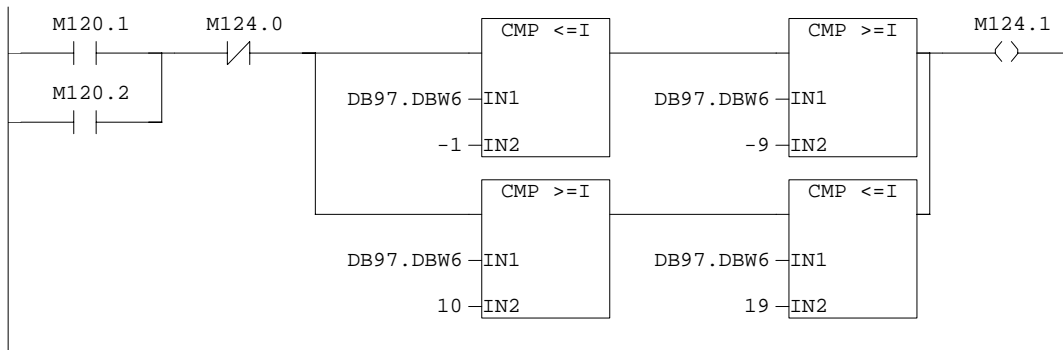 M120.1 M124.0 CMP <=I CMP >=I M124.1
M120.2
DB97.DBW6 IN1 DB97.DBW6 IN1
-1 IN2 -9 IN2
CMP >=I CMP <=I
DB97.DBW6 IN1 DB97.DBW6 IN1
10 IN2 19 IN2